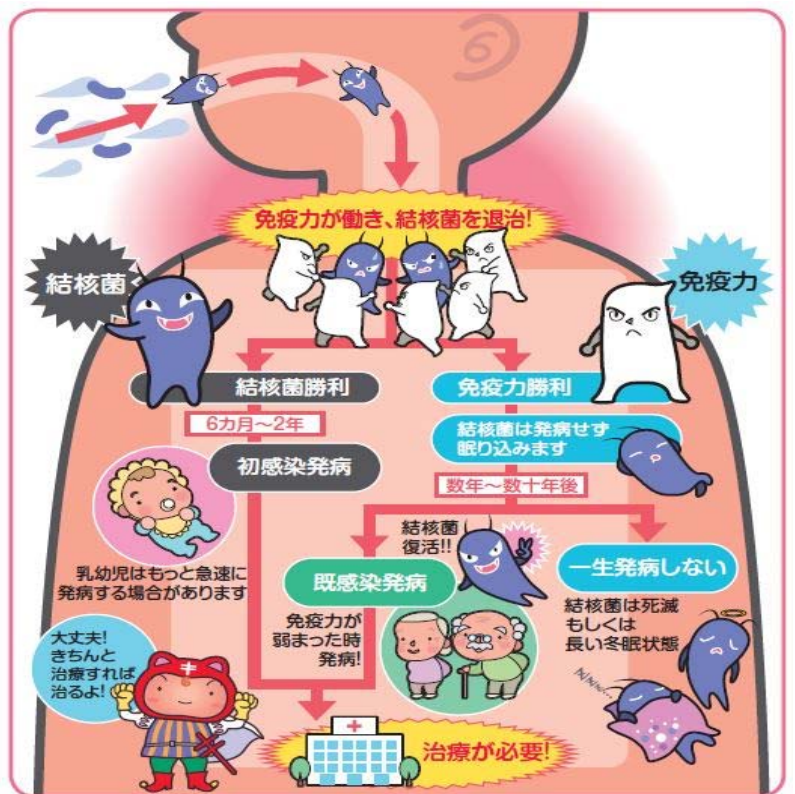 免疫力が働き、結核菌を退治!
結核菌
免疫力
結核菌勝利
免疫力勝利
6カ月〜2年
結核菌は発病せず
眠り込みます
初感染発病
数年〜数十年後
結核菌
復活!!
乳幼児はもっと急速に
発病する場合があります
既感染発病
一生発病しない
免疫力が
弱まった時
発病!
結核菌は死滅
もしくは
長い冬眠状態
大丈夫!
きちんと
治療すれば
治るよ!
キ
治療が必要!